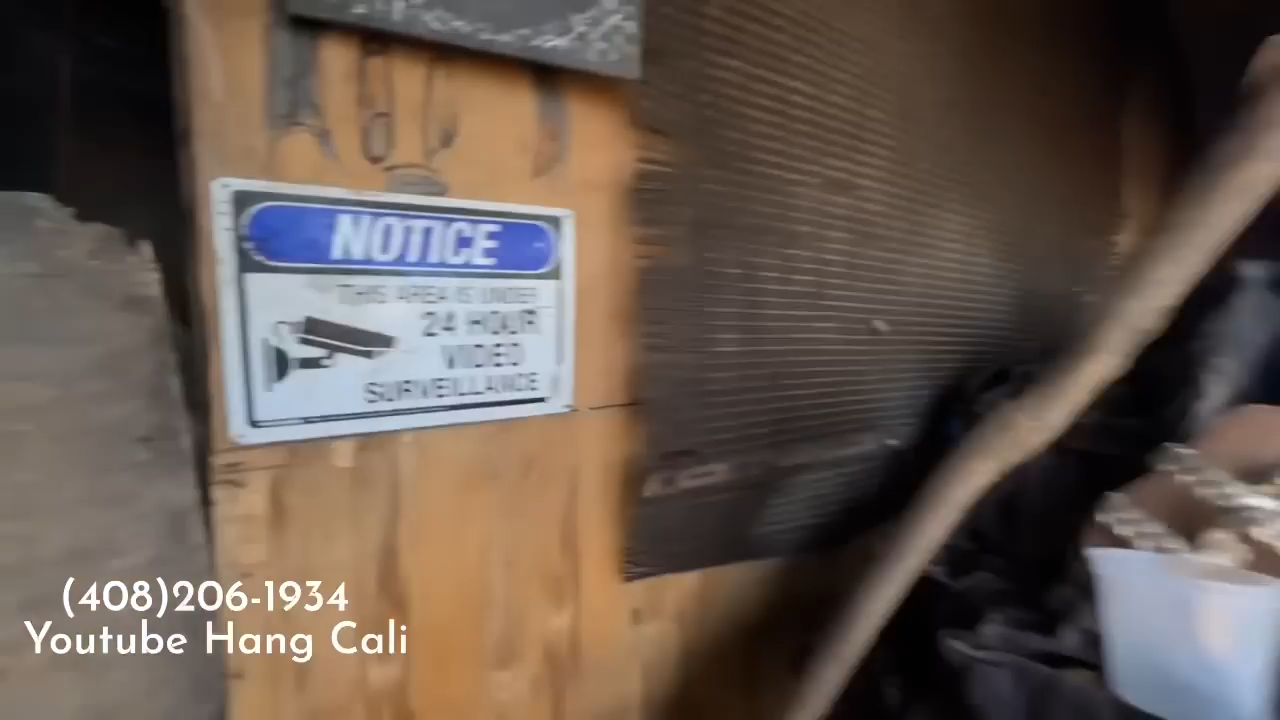 NOTICE
THIS AREA IS UNDER
24 HOUR
VIDEO
SURVEILLANCE
(408)206-1934
Youtube Hang Cali